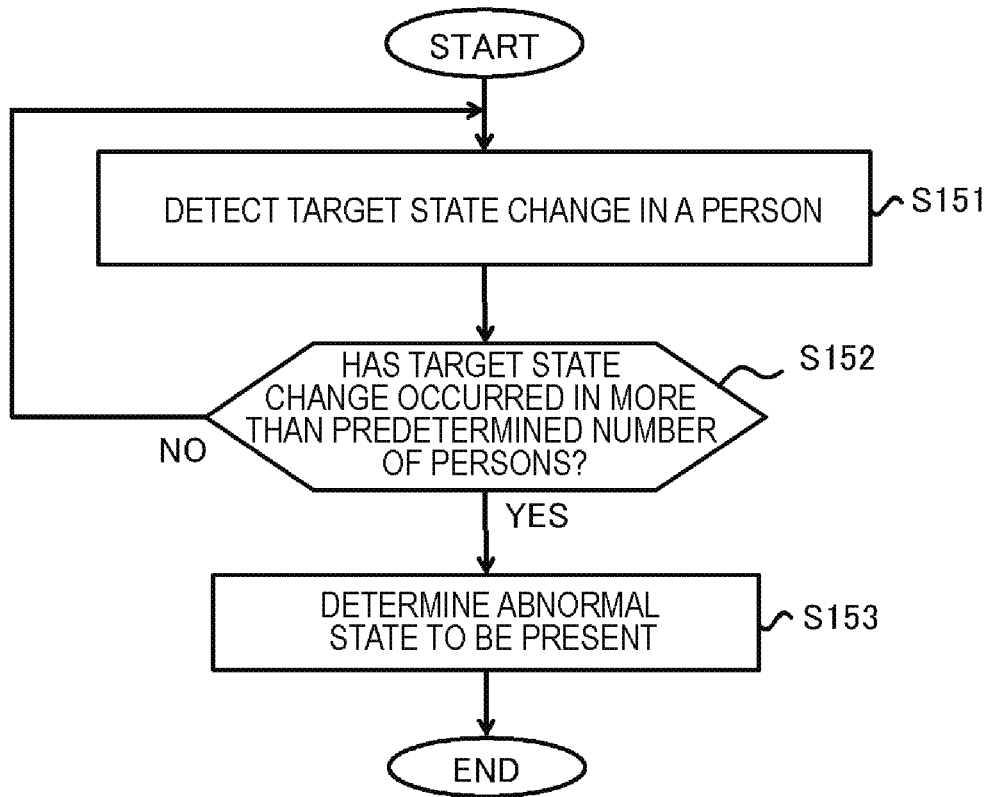 START
DETECT TARGET STATE CHANGE IN A PERSON
S151
HAS TARGET STATE
CHANGE OCCURRED IN MORE
THAN PREDETERMINED NUMBER
OF PERSONS?
S152
NO
YES
DETERMINE ABNORMAL
STATE TO BE PRESENT
S153
END